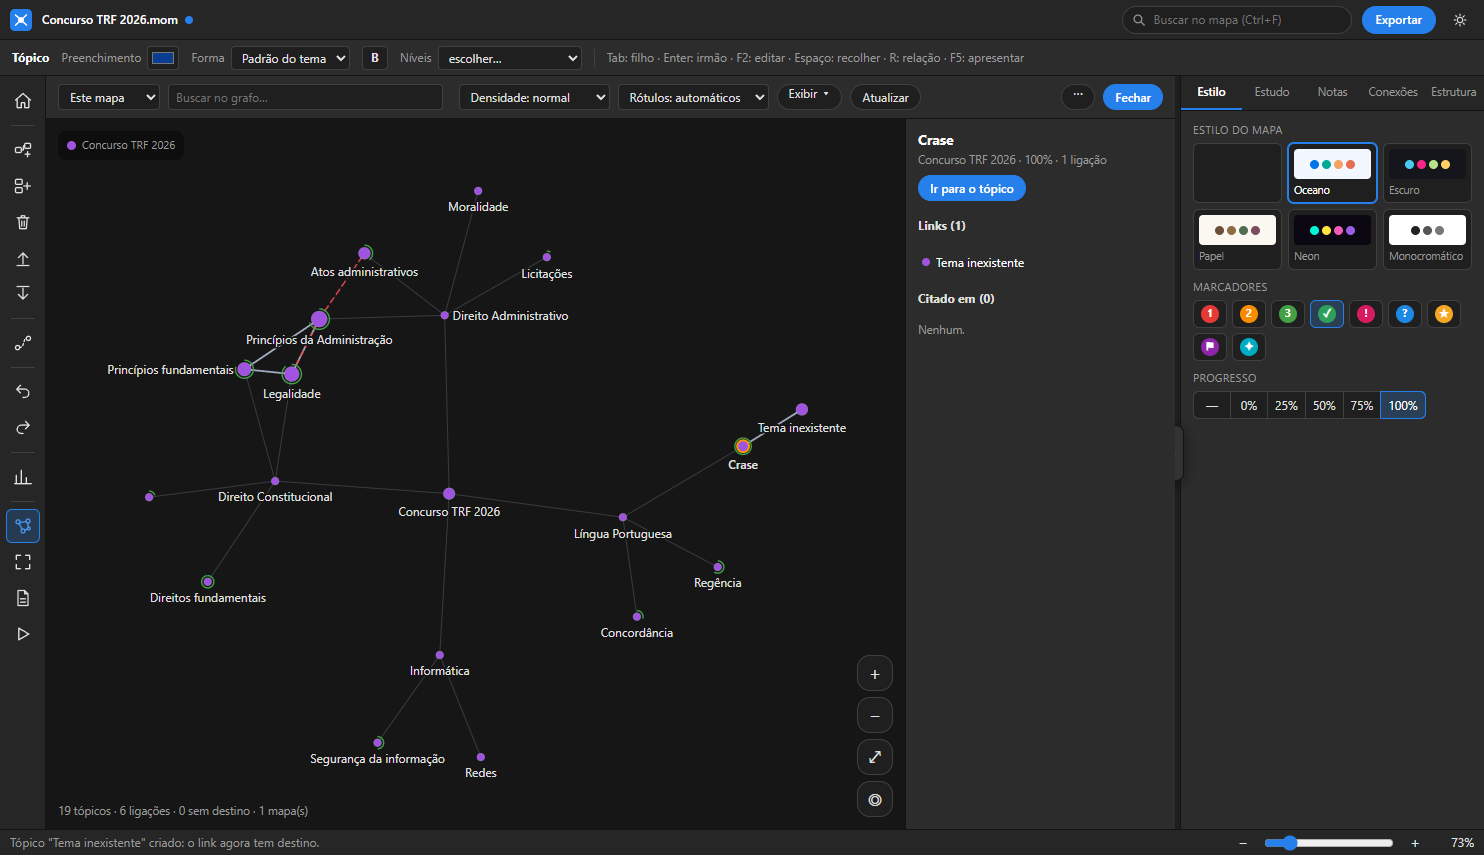 Concurso TRF 2026.mom
Buscar no mapa (Ctrl+F)
Exportar
Tópico
Preenchimento
Forma
Padrão do tema
B
Níveis
escolher...
Tab: filho · Enter: irmão · F2: editar · Espaço: recolher · R: relação · F5: apresentar
Este mapa
Buscar no grafo...
Densidade: normal
Rótulos: automáticos
Exibir
Atualizar
...
Fechar
Concurso TRF 2026
Moralidade
Atos administrativos
Licitações
Direito Administrativo
Princípios da Administração
Princípios fundamentais
Legalidade
Tema inexistente
Crase
Direito Constitucional
Concurso TRF 2026
Língua Portuguesa
Regência
Direitos fundamentais
Concordância
Informática
Segurança da informação
Redes
+
−
19 tópicos · 6 ligações · 0 sem destino · 1 mapa(s)
Crase
Concurso TRF 2026 · 100% · 1 ligação
Ir para o tópico
Links (1)
Tema inexistente
Citado em (0)
Nenhum.
Estilo
Estudo
Notas
Conexões
Estrutura
ESTILO DO MAPA
Oceano
Escuro
Papel
Neon
Monocromático
MARCADORES
1
2
3
!
?
PROGRESSO
—
0%
25%
50%
75%
100%
Tópico "Tema inexistente" criado: o link agora tem destino.
−
+
73%